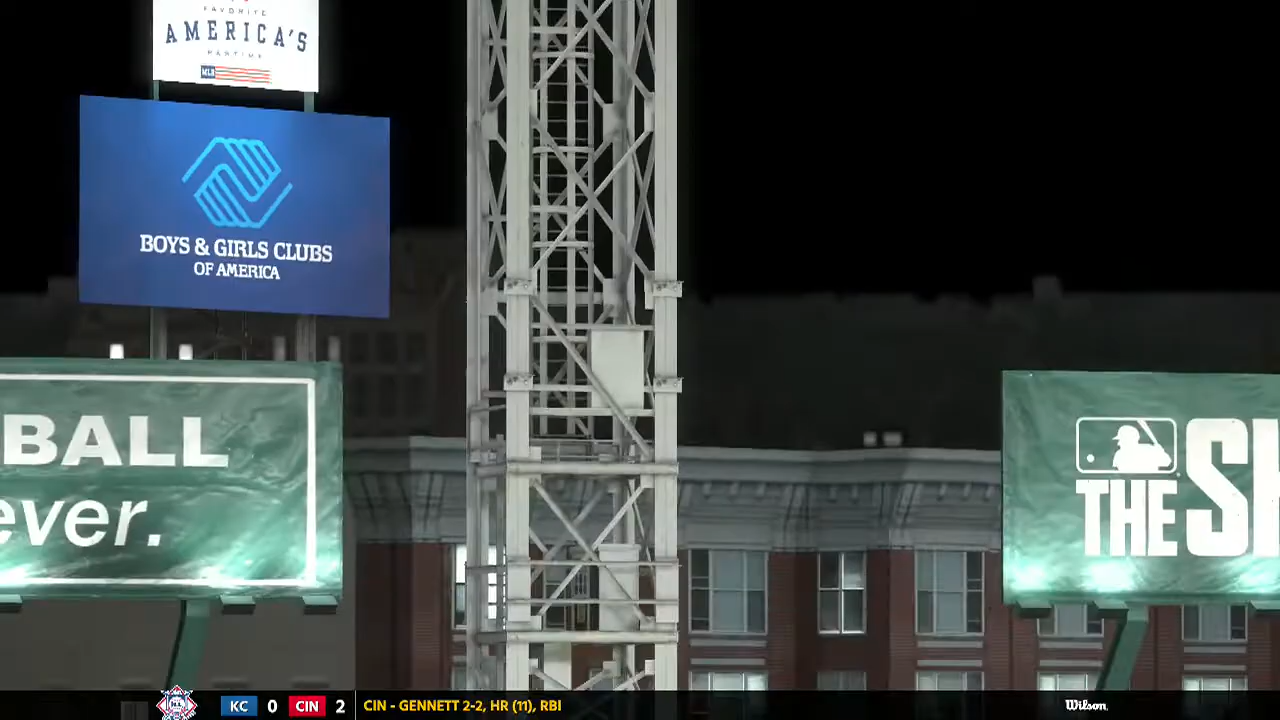 FAVORITE
AMERICA'S
PASTIME
MLB
BOYS & GIRLS CLUBS
OF AMERICA
BALL
ever.
THE SH
KC 0 CIN 2 CIN - GENNETT 2-2, HR (11), RBI Wilson